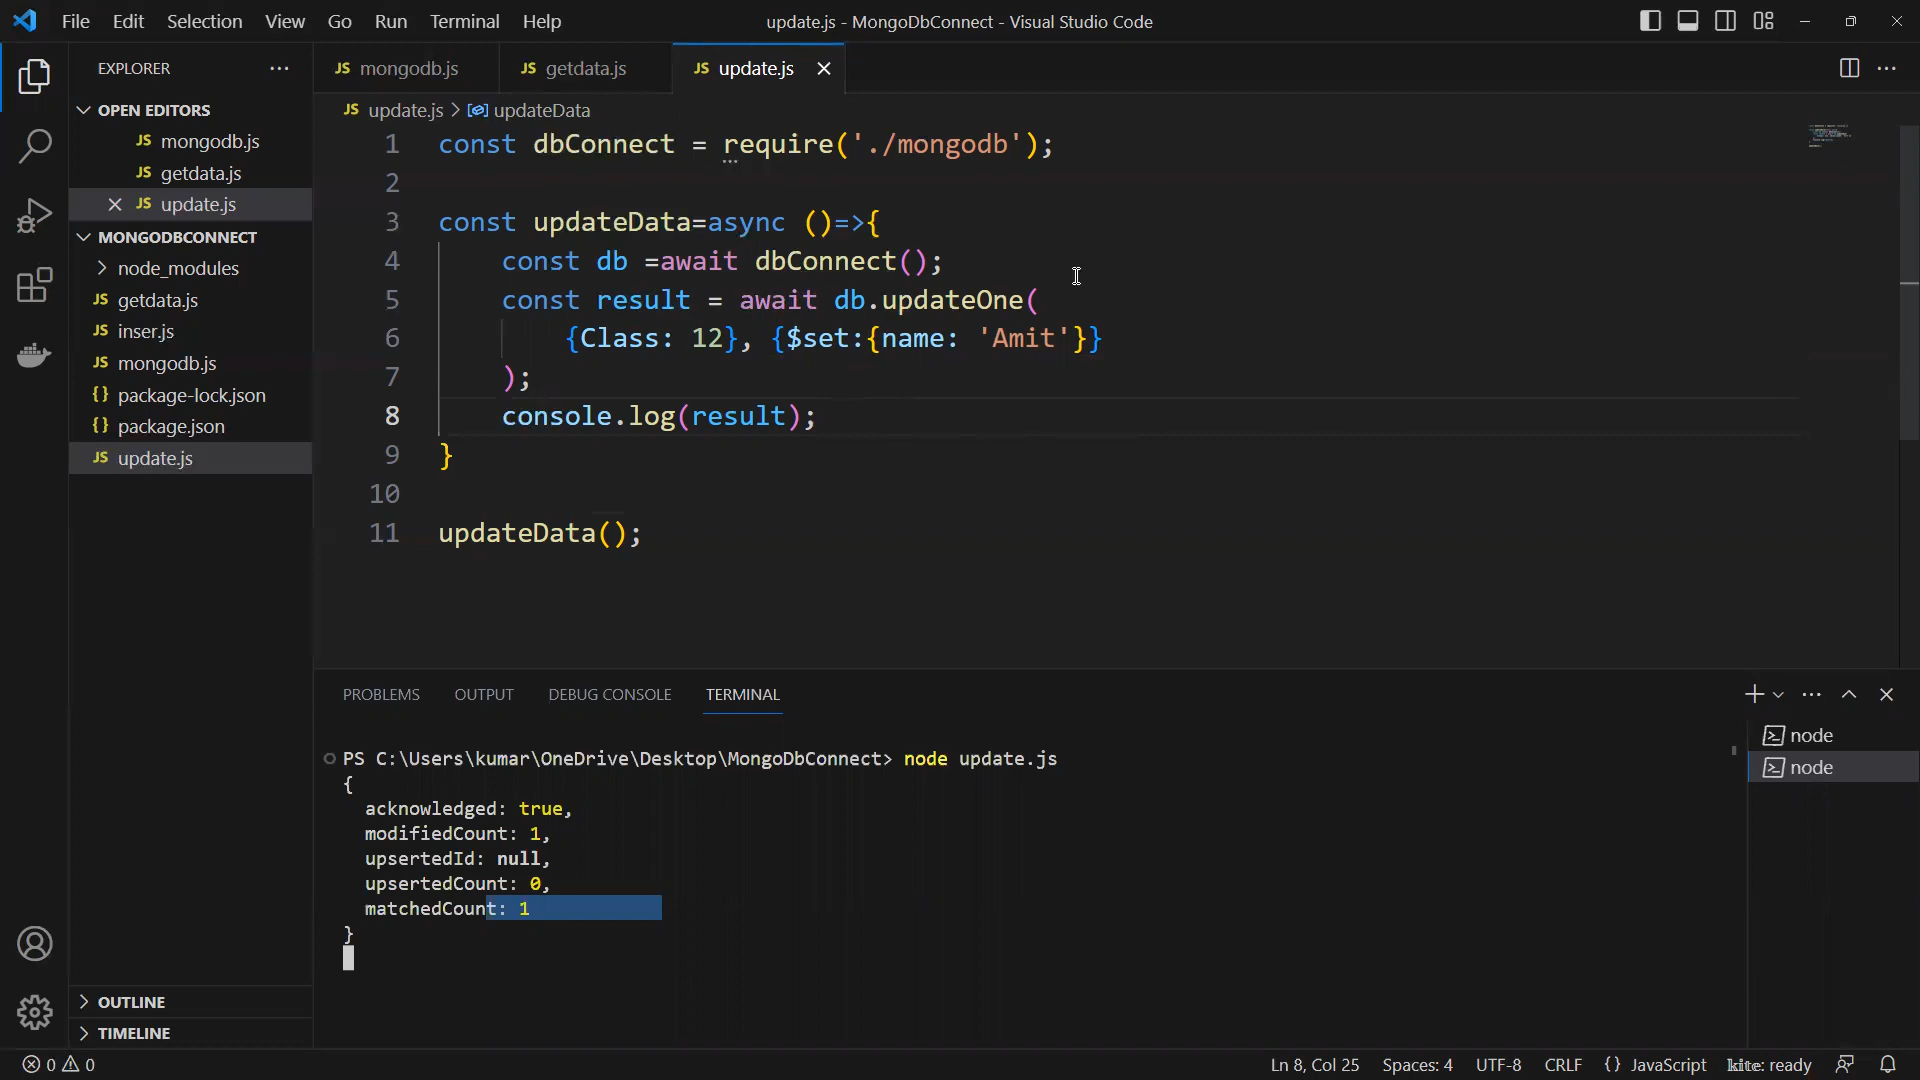 File Edit Selection View Go Run Terminal Help
update.js - MongoDbConnect - Visual Studio Code
EXPLORER
OPEN EDITORS
JS mongodb.js
JS getdata.js
JS update.js
MONGODBCONNECT
node_modules
JS getdata.js
JS inser.js
JS mongodb.js
{} package-lock.json
{} package.json
JS update.js
OUTLINE
TIMELINE
JS mongodb.js JS getdata.js JS update.js
JS update.js > updateData
1 const dbConnect = require('./mongodb');
2
3 const updateData=async ()=>{
4 const db =await dbConnect();
5 const result = await db.updateOne(
6 {Class: 12}, {$set:{name: 'Amit'}}
7 );
8 console.log(result);
9 }
10
11 updateData();
PROBLEMS OUTPUT DEBUG CONSOLE TERMINAL
PS C:\Users\kumar\OneDrive\Desktop\MongoDbConnect> node update.js
{
acknowledged: true,
modifiedCount: 1,
upsertedId: null,
upsertedCount: 0,
matchedCount: 1
}
node
node
0 0 Ln 8, Col 25 Spaces: 4 UTF-8 CRLF {} JavaScript kite: ready